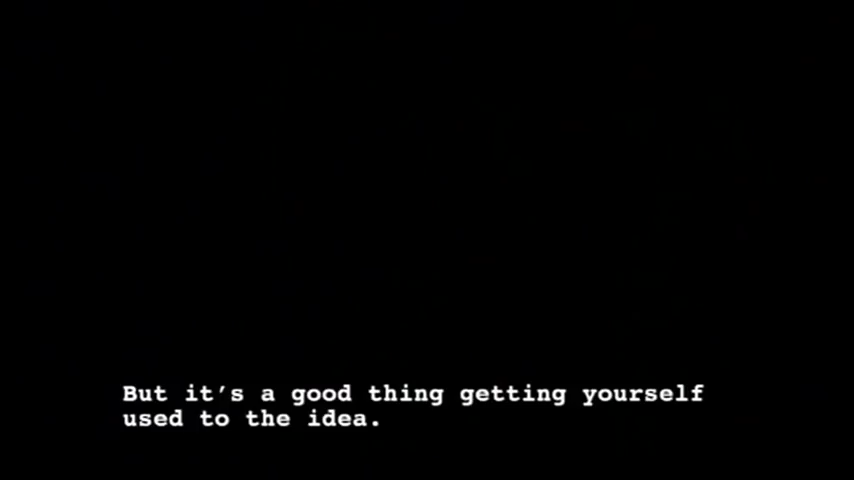 But it's a good thing getting yourself
used to the idea.